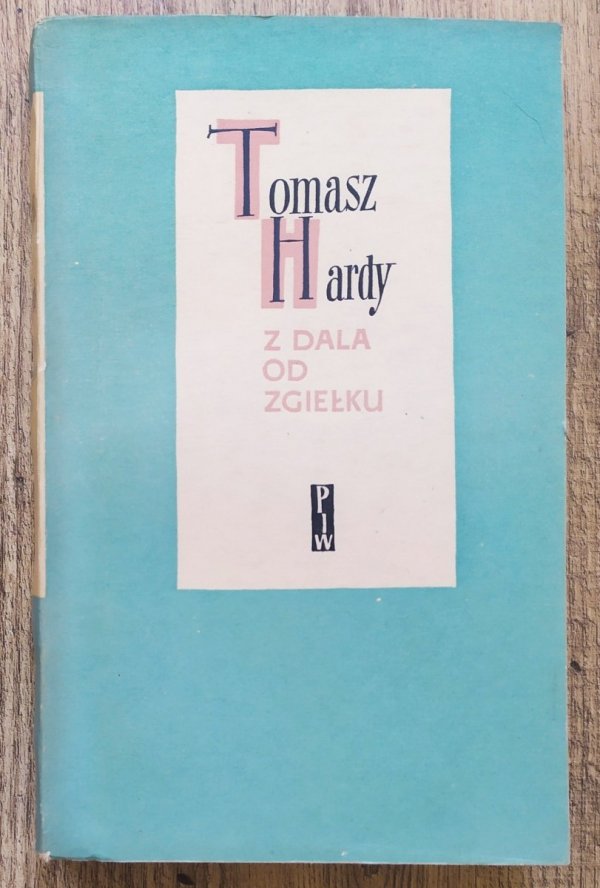 Tomasz
Hardy
Z DALA
OD
ZGIEŁKU
PIW